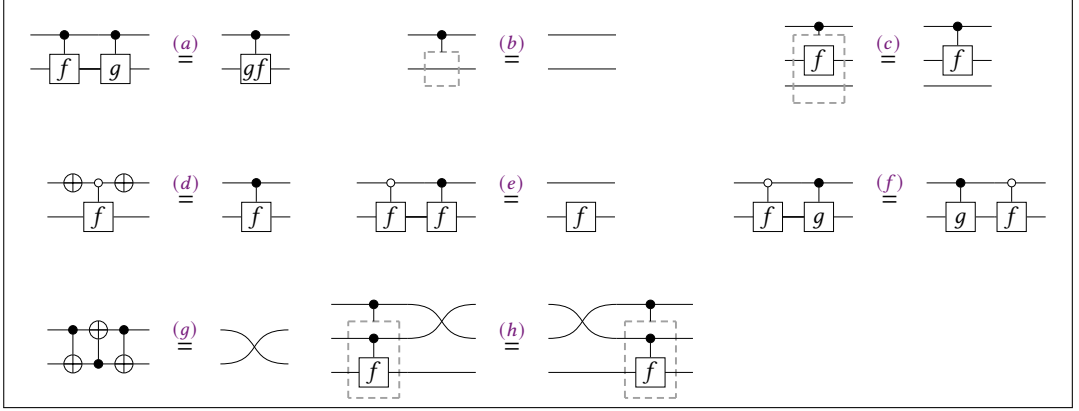 f g (a) = gf (b) = f (c) = f
f (d) = f f f (e) = f f g (f) = g f
(g) = f (h) = f